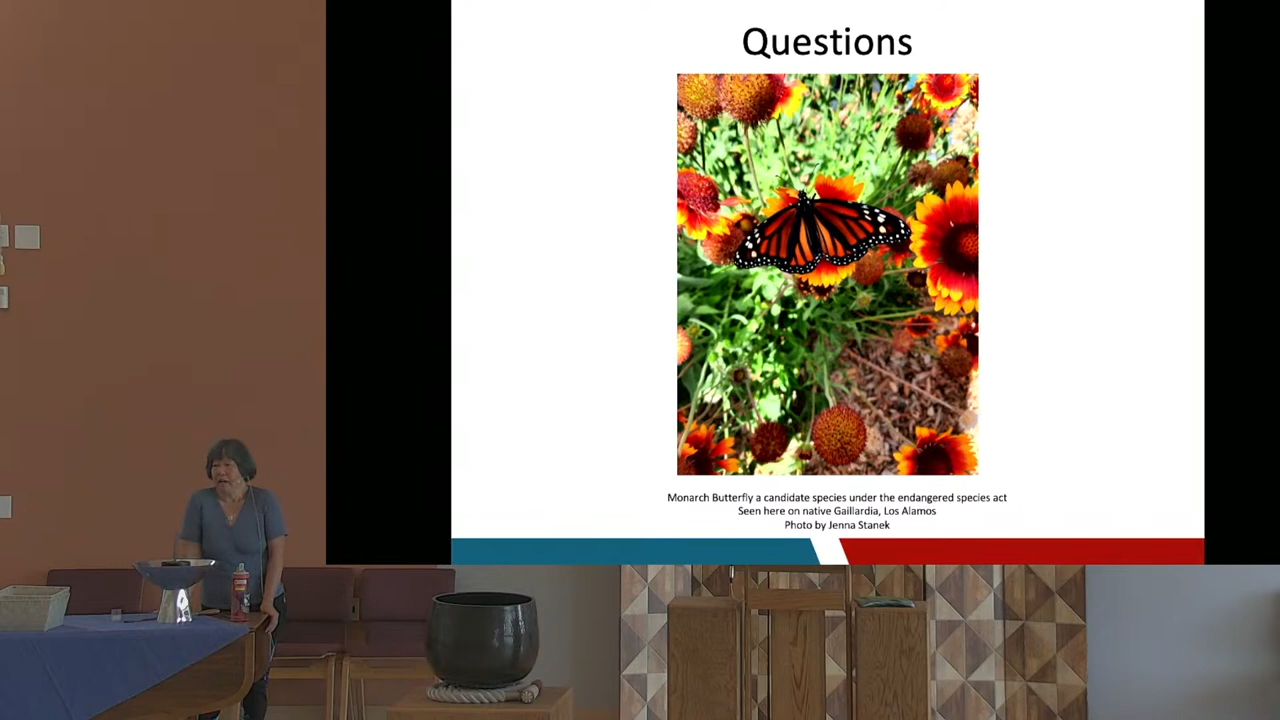 Questions
Monarch Butterfly a candidate species under the endangered species act
Seen here on native Gaillardia, Los Alamos
Photo by Jenna Stanek